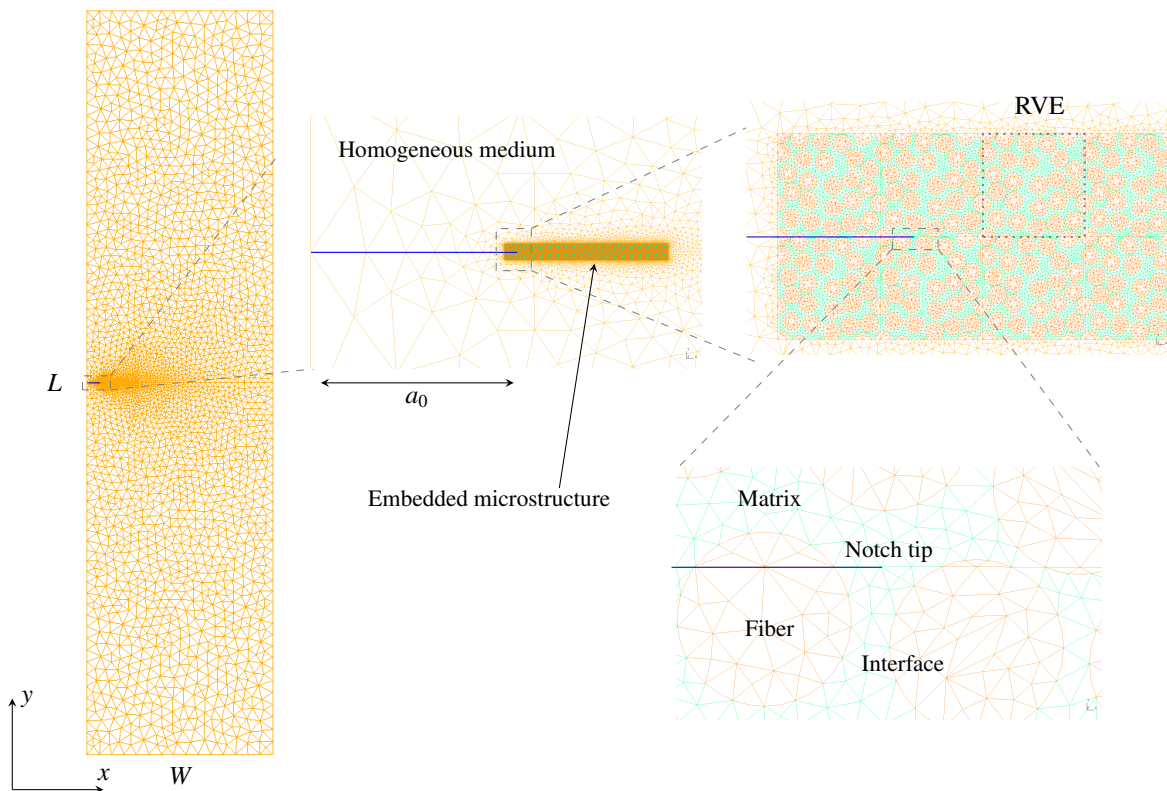 RVE
Homogeneous medium
L
a₀
Embedded microstructure
Matrix
Notch tip
Fiber
Interface
y
x
W